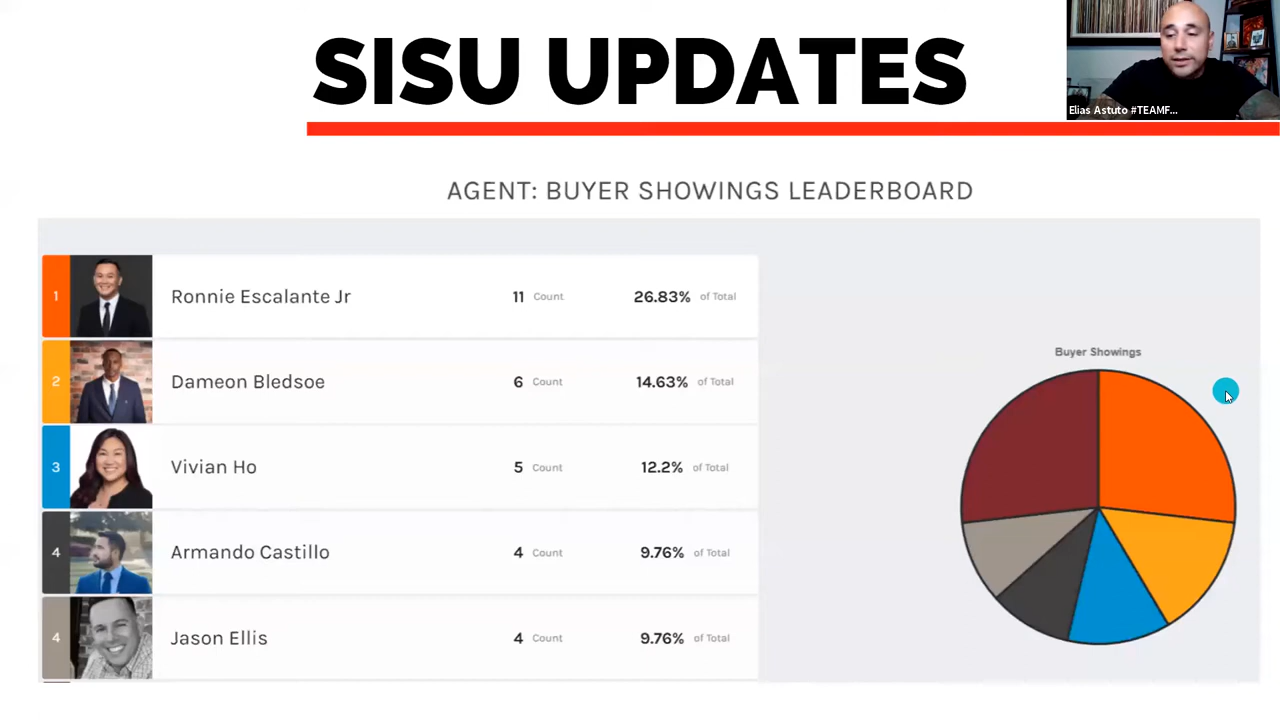 SISU UPDATES
Elias Astuto #TEAMF...
AGENT: BUYER SHOWINGS LEADERBOARD
1 Ronnie Escalante Jr 11 Count 26.83% of Total
2 Dameon Bledsoe 6 Count 14.63% of Total
3 Vivian Ho 5 Count 12.2% of Total
4 Armando Castillo 4 Count 9.76% of Total
4 Jason Ellis 4 Count 9.76% of Total
Buyer Showings